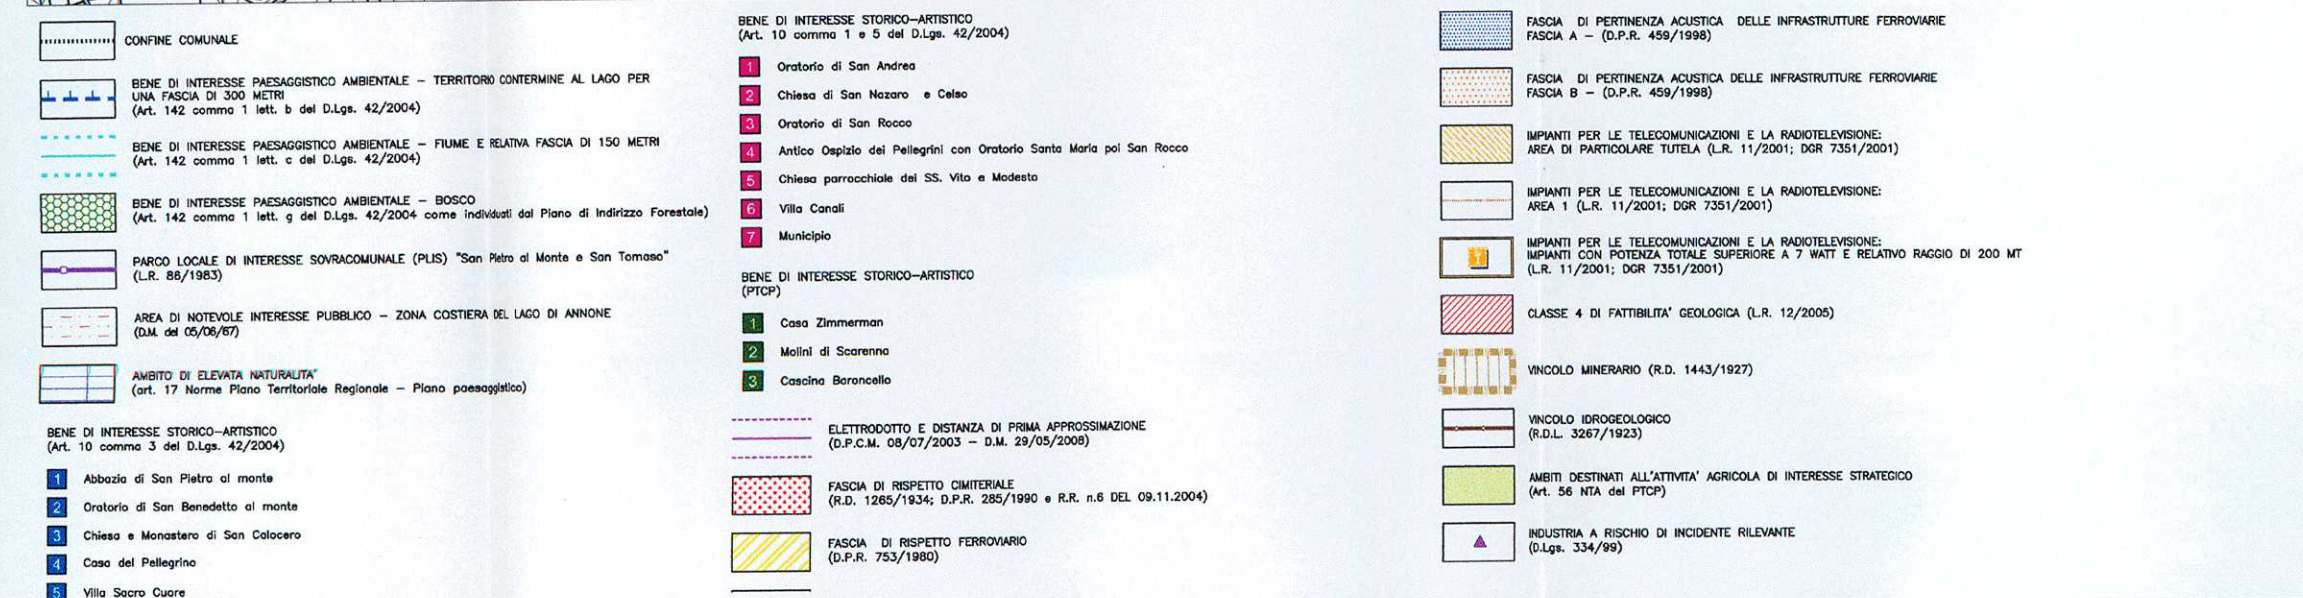 CONFINE COMUNALE
BENE DI INTERESSE PAESAGGISTICO AMBIENTALE – TERRITORIO CONTERMINE AL LAGO PER
UNA FASCIA DI 300 METRI
(Art. 142 comma 1 lett. b del D.Lgs. 42/2004)
BENE DI INTERESSE PAESAGGISTICO AMBIENTALE – FIUME E RELATIVA FASCIA DI 150 METRI
(Art. 142 comma 1 lett. c del D.Lgs. 42/2004)
BENE DI INTERESSE PAESAGGISTICO AMBIENTALE – BOSCO
(Art. 142 comma 1 lett. g del D.Lgs. 42/2004 come individuati dal Piano di Indirizzo Forestale)
PARCO LOCALE DI INTERESSE SOVRACOMUNALE (PLIS) "San Pietro al Monte e San Tomaso"
(L.R. 86/1983)
AREA DI NOTEVOLE INTERESSE PUBBLICO – ZONA COSTIERA DEL LAGO DI ANNONE
(D.M. del 05/06/67)
AMBITO DI ELEVATA NATURALITA'
(art. 17 Norme Piano Territoriale Regionale – Piano paesaggistico)
BENE DI INTERESSE STORICO–ARTISTICO
(Art. 10 comma 3 del D.Lgs. 42/2004)
1 Abbazia di San Pietro al monte
2 Oratorio di San Benedetto al monte
3 Chiesa e Monastero di San Calocero
4 Casa del Pellegrino
5 Villa Sacro Cuore
BENE DI INTERESSE STORICO–ARTISTICO
(Art. 10 comma 1 e 5 del D.Lgs. 42/2004)
1 Oratorio di San Andrea
2 Chiesa di San Nazaro e Celso
3 Oratorio di San Rocco
4 Antico Ospizio dei Pellegrini con Oratorio Santa Maria poi San Rocco
5 Chiesa parrocchiale dei SS. Vito e Modesto
6 Villa Canali
7 Municipio
BENE DI INTERESSE STORICO–ARTISTICO
(PTCP)
1 Casa Zimmerman
2 Molini di Scarenna
3 Cascina Baroncello
ELETTRODOTTO E DISTANZA DI PRIMA APPROSSIMAZIONE
(D.P.C.M. 08/07/2003 – D.M. 29/05/2008)
FASCIA DI RISPETTO CIMITERIALE
(R.D. 1265/1934; D.P.R. 285/1990 e R.R. n.6 DEL 09.11.2004)
FASCIA DI RISPETTO FERROVIARIO
(D.P.R. 753/1980)
FASCIA DI PERTINENZA ACUSTICA DELLE INFRASTRUTTURE FERROVIARIE
FASCIA A – (D.P.R. 459/1998)
FASCIA DI PERTINENZA ACUSTICA DELLE INFRASTRUTTURE FERROVIARIE
FASCIA B – (D.P.R. 459/1998)
IMPIANTI PER LE TELECOMUNICAZIONI E LA RADIOTELEVISIONE:
AREA DI PARTICOLARE TUTELA (L.R. 11/2001; DGR 7351/2001)
IMPIANTI PER LE TELECOMUNICAZIONI E LA RADIOTELEVISIONE:
AREA 1 (L.R. 11/2001; DGR 7351/2001)
IMPIANTI PER LE TELECOMUNICAZIONI E LA RADIOTELEVISIONE:
IMPIANTI CON POTENZA TOTALE SUPERIORE A 7 WATT E RELATIVO RAGGIO DI 200 MT
(L.R. 11/2001; DGR 7351/2001)
CLASSE 4 DI FATTIBILITA' GEOLOGICA (L.R. 12/2005)
VINCOLO MINERARIO (R.D. 1443/1927)
VINCOLO IDROGEOLOGICO
(R.D.L. 3267/1923)
AMBITI DESTINATI ALL'ATTIVITA' AGRICOLA DI INTERESSE STRATEGICO
(Art. 56 NTA del PTCP)
INDUSTRIA A RISCHIO DI INCIDENTE RILEVANTE
(D.Lgs. 334/99)